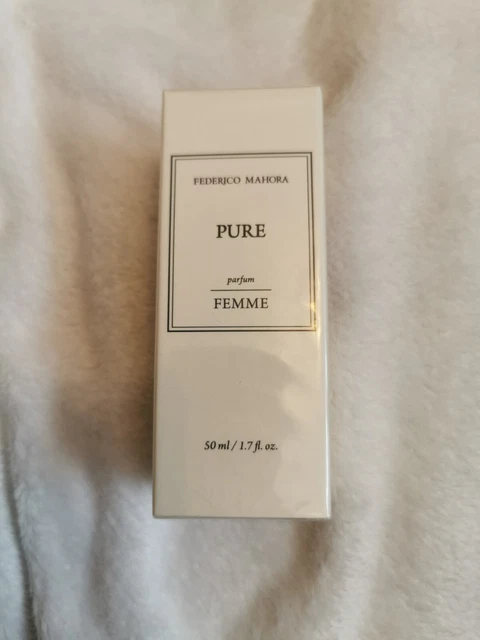 FEDERICO MAHORA
PURE
parfum
FEMME
50 ml / 1.7 fl. oz.